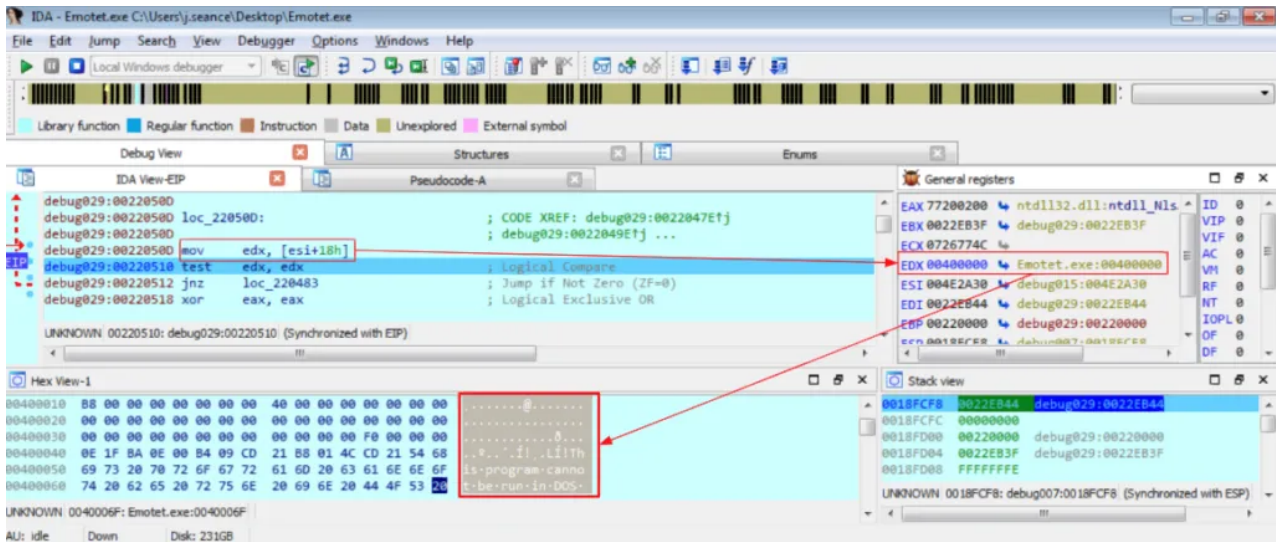 IDA - Emotet.exe C:\Users\j.seance\Desktop\Emotet.exe
File Edit Jump Search View Debugger Options Windows Help
Local Windows debugger
Library function Regular function Instruction Data Unexplored External symbol
Debug View Structures Enums
IDA View-EIP Pseudocode-A General registers
debug029:0022050D
debug029:0022050D loc_22050D: ; CODE XREF: debug029:0022047E↑j
debug029:0022050D ; debug029:0022049E↑j ...
debug029:0022050D mov edx, [esi+18h]
EIP debug029:00220510 test edx, edx ; Logical Compare
debug029:00220512 jnz loc_220483 ; Jump if Not Zero (ZF=0)
debug029:00220518 xor eax, eax ; Logical Exclusive OR
UNKNOWN 00220510: debug029:00220510 (Synchronized with EIP)
EAX 77200200 ntdll32.dll:ntdll_Nls
EBX 0022EB3F debug029:0022EB3F
ECX 0726774C
EDX 00400000 Emotet.exe:00400000
ESI 004E2A30 debug015:004E2A30
EDI 0022EB44 debug029:0022EB44
EBP 00220000 debug029:00220000
ESP 0018FCF8 debug007:0018FCF8
ID 0
VIP 0
VIF 0
AC 0
VM 0
RF 0
NT 0
IOPL 0
OF 0
DF 0
Hex View-1
00400010 B8 00 00 00 00 00 00 00 40 00 00 00 00 00 00 00 ........@.......
00400020 00 00 00 00 00 00 00 00 00 00 00 00 00 00 00 00 ................
00400030 00 00 00 00 00 00 00 00 00 00 00 00 F0 00 00 00 ............ð...
00400040 0E 1F BA 0E 00 B4 09 CD 21 B8 01 4C CD 21 54 68 ..º..´.Í!¸.LÍ!Th
00400050 69 73 20 70 72 6F 67 72 61 6D 20 63 61 6E 6E 6F is·program·canno
00400060 74 20 62 65 20 72 75 6E 20 69 6E 20 44 4F 53 20 t·be·run·in·DOS·
UNKNOWN 0040006F: Emotet.exe:0040006F
Stack view
0018FCF8 0022EB44 debug029:0022EB44
0018FCFC 00000000
0018FD00 00220000 debug029:00220000
0018FD04 0022EB3F debug029:0022EB3F
0018FD08 FFFFFFFE
UNKNOWN 0018FCF8: debug007:0018FCF8 (Synchronized with ESP)
AU: idle Down Disk: 231GB